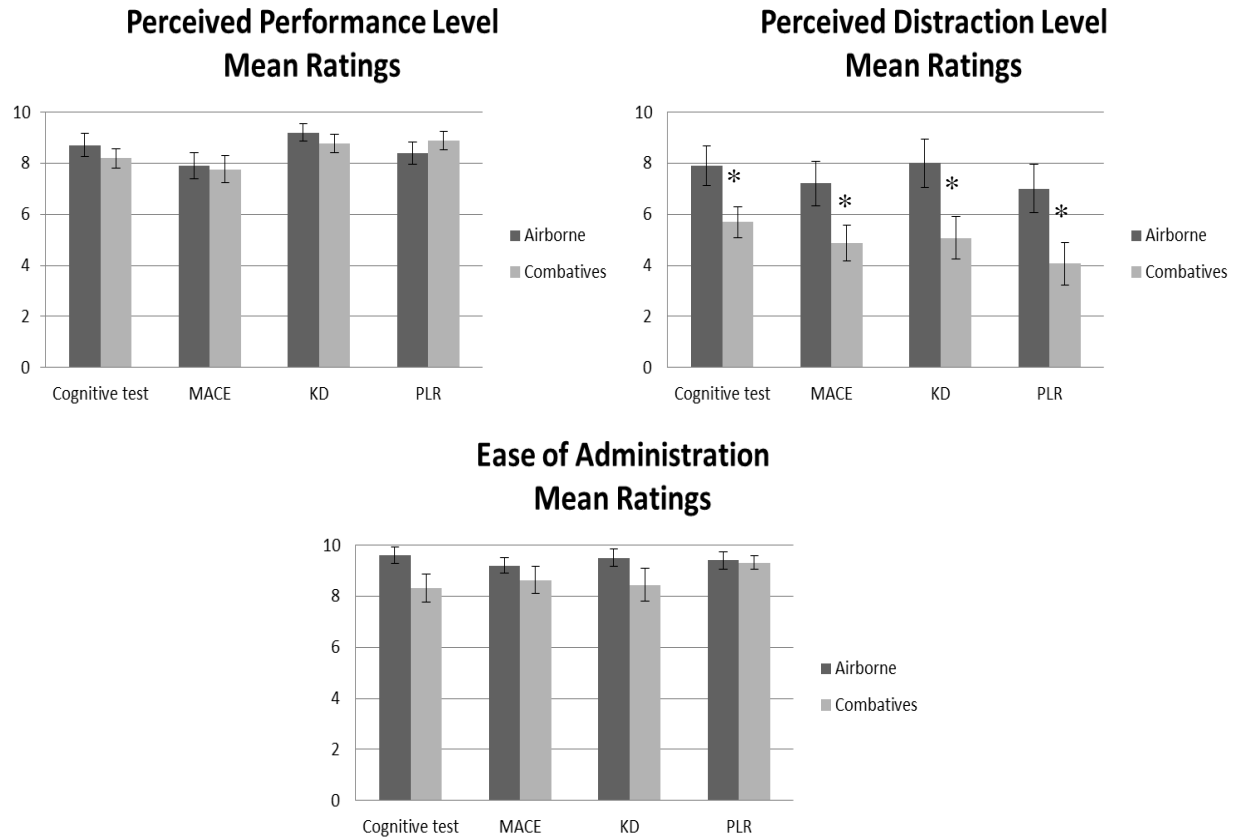 Perceived Performance Level
Mean Ratings
10
8
6
4
2
0
Cognitive test MACE KD PLR
Airborne
Combatives
Perceived Distraction Level
Mean Ratings
10
8
6
4
2
0
* * * *
Cognitive test MACE KD PLR
Airborne
Combatives
Ease of Administration
Mean Ratings
10
8
6
4
2
0
Cognitive test MACE KD PLR
Airborne
Combatives